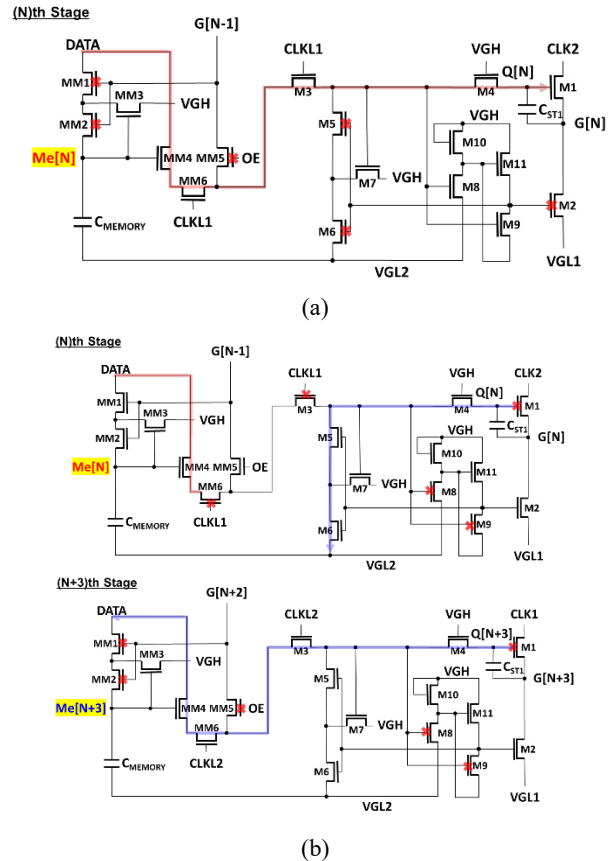 (N)th Stage
G[N-1]
DATA
CLKL1
VGH
CLK2
MM1
MM3
VGH
M3
Q[N]
M4
M1
MM2
M5
VGH
CST1
M10
G[N]
Me[N]
MM4
MM5
OE
M11
M7
VGH
M8
MM6
M2
CLKL1
M6
M9
CMEMORY
VGL2
VGL1
(a)
(N)th Stage
G[N-1]
DATA
CLKL1
VGH
CLK2
MM1
MM3
VGH
M3
Q[N]
M4
M1
MM2
M5
VGH
CST1
M10
G[N]
Me[N]
MM4
MM5
OE
M11
M7
VGH
M8
MM6
M2
CLKL1
M6
M9
CMEMORY
VGL2
VGL1
(N+3)th Stage
G[N+2]
DATA
CLKL2
VGH
CLK1
MM1
MM3
VGH
M3
Q[N+3]
M4
M1
MM2
M5
VGH
CST1
M10
G[N+3]
Me[N+3]
MM4
MM5
OE
M11
M7
VGH
M8
MM6
M2
CLKL2
M6
M9
CMEMORY
VGL2
VGL1
(b)